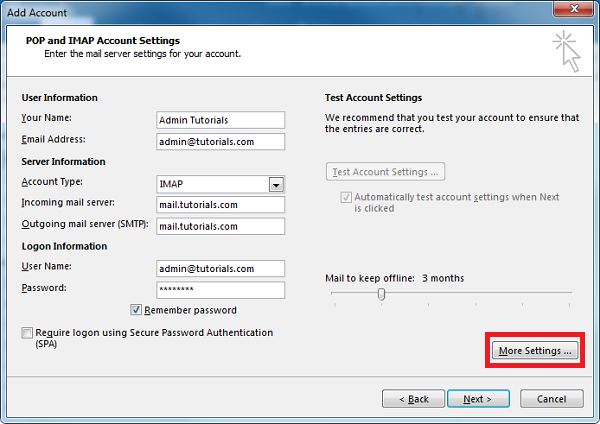 Add Account
POP and IMAP Account Settings
Enter the mail server settings for your account.
User Information
Your Name: Admin Tutorials
Email Address: admin@tutorials.com
Server Information
Account Type: IMAP
Incoming mail server: mail.tutorials.com
Outgoing mail server (SMTP): mail.tutorials.com
Logon Information
User Name: admin@tutorials.com
Password: ********
Remember password
Require logon using Secure Password Authentication
(SPA)
Test Account Settings
We recommend that you test your account to ensure that
the entries are correct.
Test Account Settings ...
Automatically test account settings when Next
is clicked
Mail to keep offline: 3 months
More Settings ...
< Back Next > Cancel